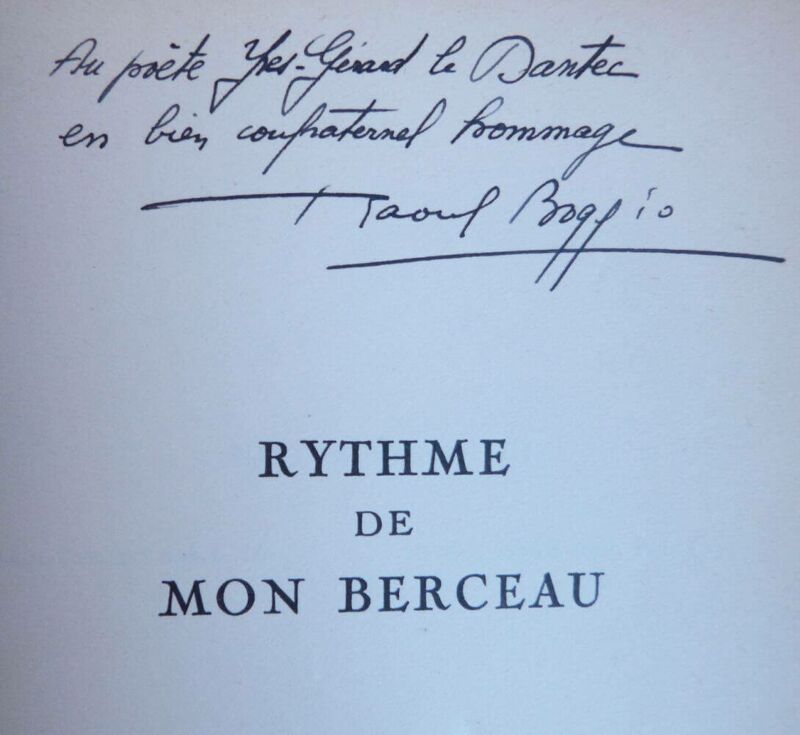 Au poète Yves-Gérard le Dantec
en bien confraternel hommage
Raoul Boggio
RYTHME
DE
MON BERCEAU